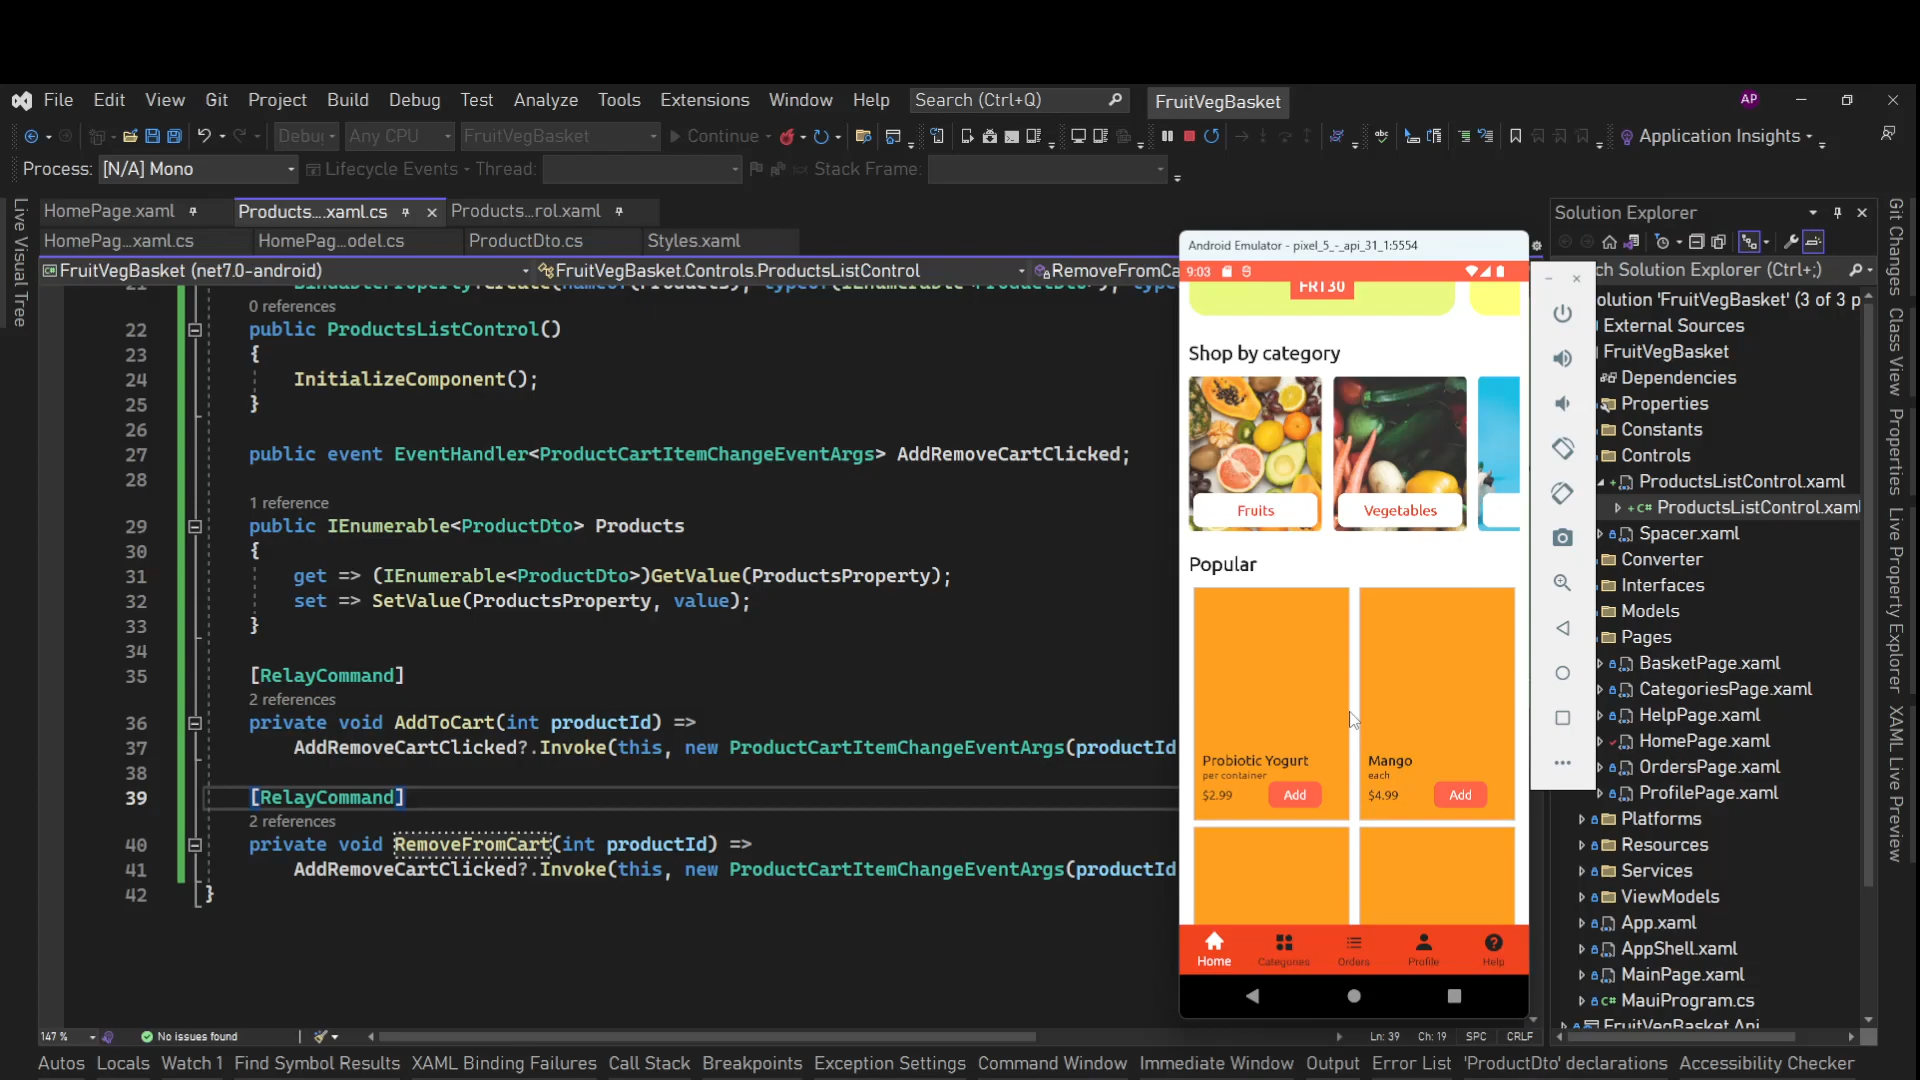 File Edit View Git Project Build Debug Test Analyze Tools Extensions Window Help Search (Ctrl+Q) FruitVegBasket AP
Debug Any CPU FruitVegBasket Continue Application Insights
Process: [N/A] Mono Lifecycle Events Thread: Stack Frame:
HomePage.xaml Products....xaml.cs Products...rol.xaml
HomePag...xaml.cs HomePag...odel.cs ProductDto.cs Styles.xaml
FruitVegBasket (net7.0-android) FruitVegBasket.Controls.ProductsListControl RemoveFromCa
0 references
22 public ProductsListControl()
23 {
24 InitializeComponent();
25 }
26
27 public event EventHandler<ProductCartItemChangeEventArgs> AddRemoveCartClicked;
28
1 reference
29 public IEnumerable<ProductDto> Products
30 {
31 get => (IEnumerable<ProductDto>)GetValue(ProductsProperty);
32 set => SetValue(ProductsProperty, value);
33 }
34
35 [RelayCommand]
2 references
36 private void AddToCart(int productId) =>
37 AddRemoveCartClicked?.Invoke(this, new ProductCartItemChangeEventArgs(productId
38
39 [RelayCommand]
2 references
40 private void RemoveFromCart(int productId) =>
41 AddRemoveCartClicked?.Invoke(this, new ProductCartItemChangeEventArgs(productId
42 }
147 % No issues found Ln: 39 Ch: 19 SPC CRLF
Autos Locals Watch 1 Find Symbol Results XAML Binding Failures Call Stack Breakpoints Exception Settings Command Window Immediate Window Output Error List 'ProductDto' declarations Accessibility Checker
Live Visual Tree
Android Emulator - pixel_5_-_api_31_1:5554
9:03
FRT30
Shop by category
Fruits Vegetables
Popular
Probiotic Yogurt
per container
$2.99 Add
Mango
each
$4.99 Add
Home Categories Orders Profile Help
Solution Explorer
ch Solution Explorer (Ctrl+;)
olution 'FruitVegBasket' (3 of 3 p
External Sources
FruitVegBasket
Dependencies
Properties
Constants
Controls
ProductsListControl.xaml
ProductsListControl.xaml
Spacer.xaml
Converter
Interfaces
Models
Pages
BasketPage.xaml
CategoriesPage.xaml
HelpPage.xaml
HomePage.xaml
OrdersPage.xaml
ProfilePage.xaml
Platforms
Resources
Services
ViewModels
App.xaml
AppShell.xaml
MainPage.xaml
MauiProgram.cs
FruitVegBasket.Api
Git Changes
Class View
Properties
Live Property Explorer
XAML Live Preview